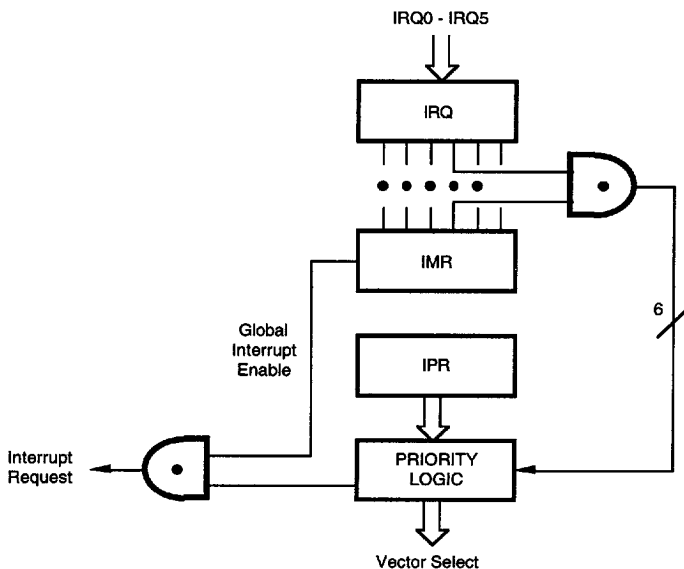 IRQ0 - IRQ5
IRQ
IMR
Global
Interrupt
Enable
6
IPR
Interrupt
Request
PRIORITY
LOGIC
Vector Select